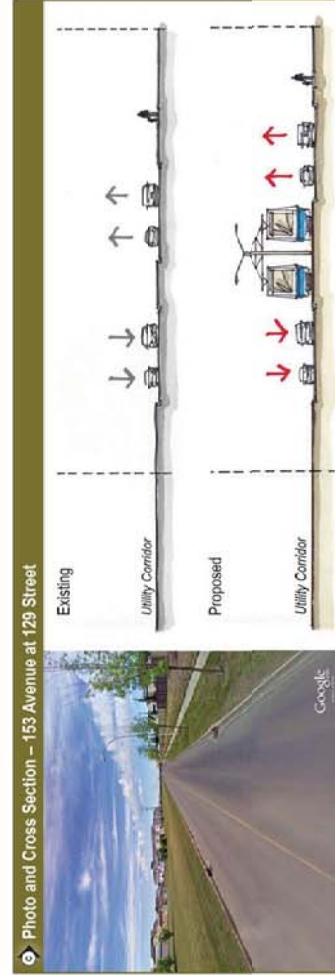 C Photo and Cross Section – 153 Avenue at 129 Street
Existing
Utility Corridor
Proposed
Utility Corridor
Google